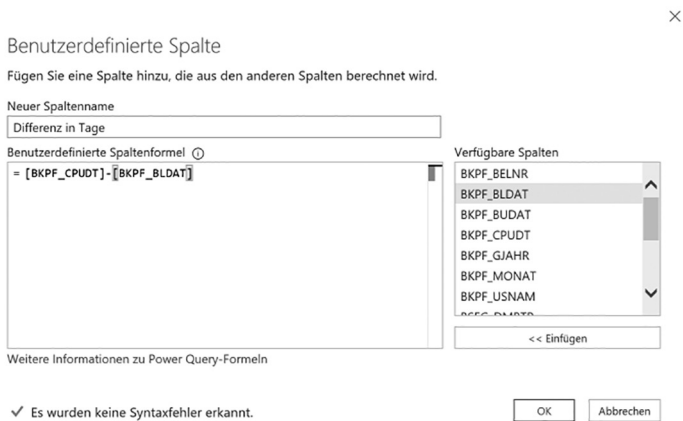 Benutzerdefinierte Spalte
Fügen Sie eine Spalte hinzu, die aus den anderen Spalten berechnet wird.
Neuer Spaltenname
Differenz in Tage
Benutzerdefinierte Spaltenformel
= [BKPF_CPUDT]-[BKPF_BLDAT]
Verfügbare Spalten
BKPF_BELNR
BKPF_BLDAT
BKPF_BUDAT
BKPF_CPUDT
BKPF_GJAHR
BKPF_MONAT
BKPF_USNAM
<< Einfügen
Weitere Informationen zu Power Query-Formeln
Es wurden keine Syntaxfehler erkannt.
OK
Abbrechen